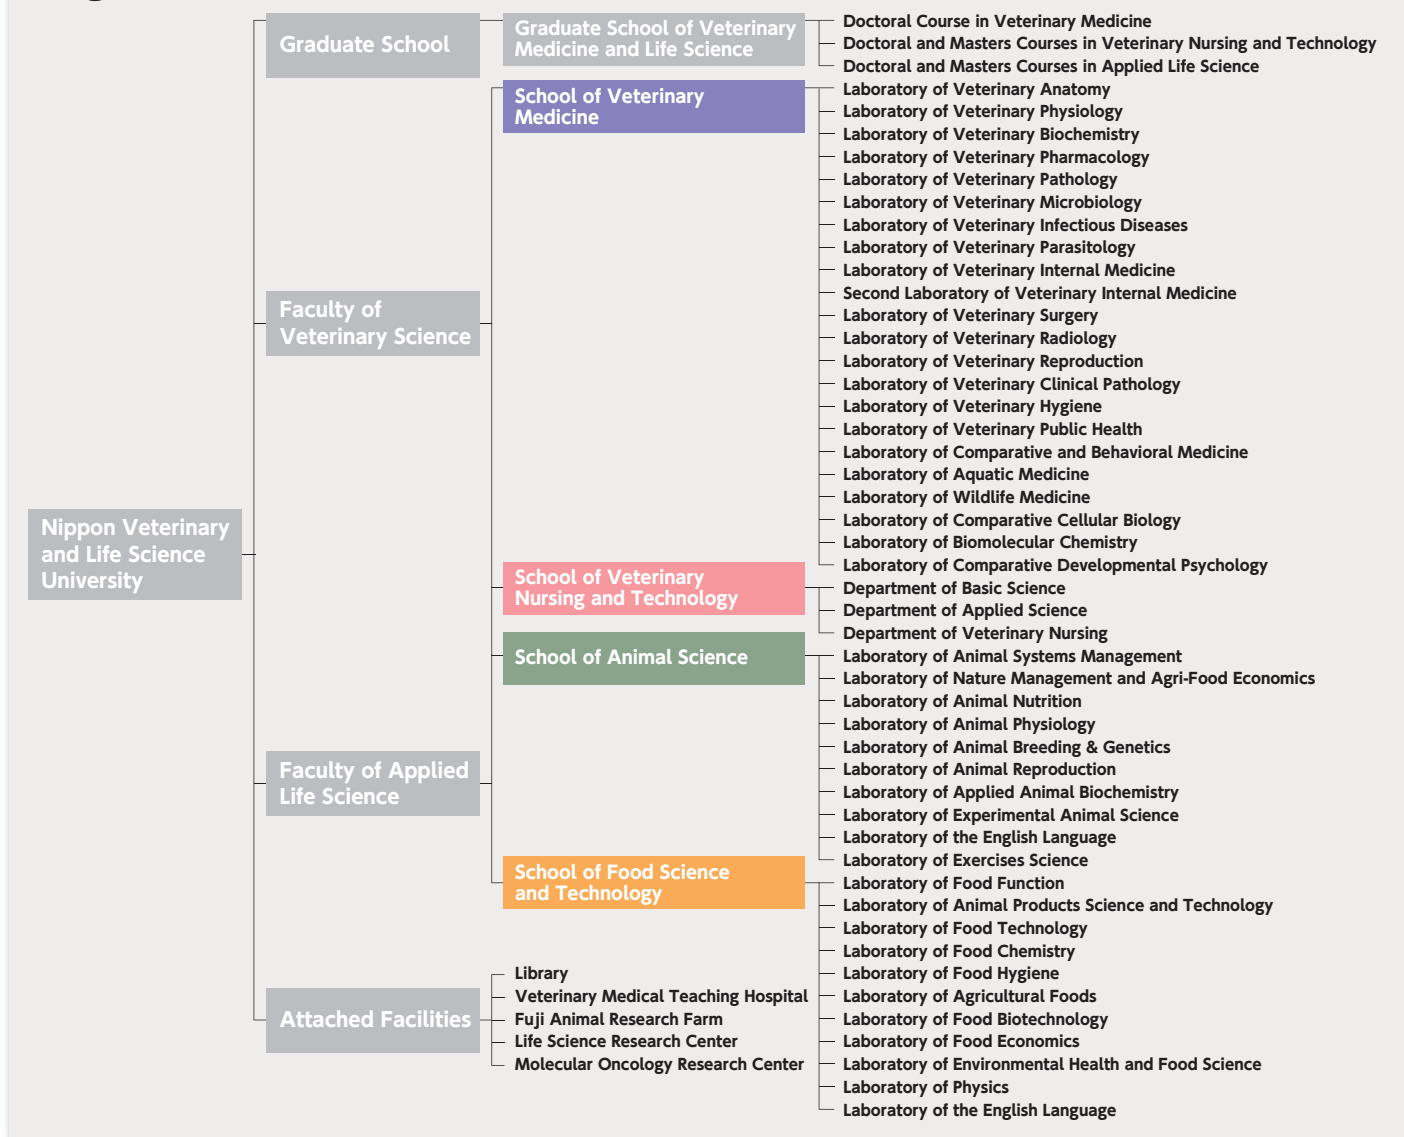 Nippon Veterinary
and Life Science
University
Graduate School
Graduate School of Veterinary
Medicine and Life Science
Doctoral Course in Veterinary Medicine
Doctoral and Masters Courses in Veterinary Nursing and Technology
Doctoral and Masters Courses in Applied Life Science
Faculty of
Veterinary Science
School of Veterinary
Medicine
Laboratory of Veterinary Anatomy
Laboratory of Veterinary Physiology
Laboratory of Veterinary Biochemistry
Laboratory of Veterinary Pharmacology
Laboratory of Veterinary Pathology
Laboratory of Veterinary Microbiology
Laboratory of Veterinary Infectious Diseases
Laboratory of Veterinary Parasitology
Laboratory of Veterinary Internal Medicine
Second Laboratory of Veterinary Internal Medicine
Laboratory of Veterinary Surgery
Laboratory of Veterinary Radiology
Laboratory of Veterinary Reproduction
Laboratory of Veterinary Clinical Pathology
Laboratory of Veterinary Hygiene
Laboratory of Veterinary Public Health
Laboratory of Comparative and Behavioral Medicine
Laboratory of Aquatic Medicine
Laboratory of Wildlife Medicine
Laboratory of Comparative Cellular Biology
Laboratory of Biomolecular Chemistry
Laboratory of Comparative Developmental Psychology
School of Veterinary
Nursing and Technology
Department of Basic Science
Department of Applied Science
Department of Veterinary Nursing
Faculty of Applied
Life Science
School of Animal Science
Laboratory of Animal Systems Management
Laboratory of Nature Management and Agri-Food Economics
Laboratory of Animal Nutrition
Laboratory of Animal Physiology
Laboratory of Animal Breeding & Genetics
Laboratory of Animal Reproduction
Laboratory of Applied Animal Biochemistry
Laboratory of Experimental Animal Science
Laboratory of the English Language
Laboratory of Exercises Science
School of Food Science
and Technology
Laboratory of Food Function
Laboratory of Animal Products Science and Technology
Laboratory of Food Technology
Laboratory of Food Chemistry
Laboratory of Food Hygiene
Laboratory of Agricultural Foods
Laboratory of Food Biotechnology
Laboratory of Food Economics
Laboratory of Environmental Health and Food Science
Laboratory of Physics
Laboratory of the English Language
Attached Facilities
Library
Veterinary Medical Teaching Hospital
Fuji Animal Research Farm
Life Science Research Center
Molecular Oncology Research Center